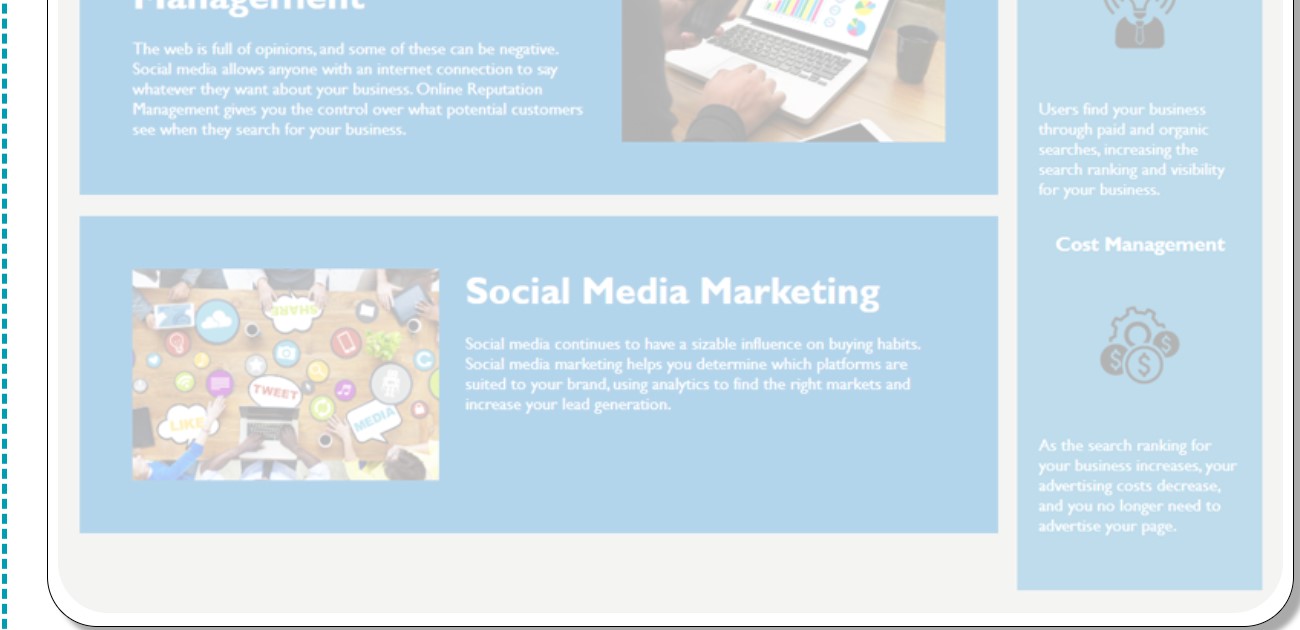 Management
The web is full of opinions, and some of these can be negative.
Social media allows anyone with an internet connection to say
whatever they want about your business. Online Reputation
Management gives you the control over what potential customers
see when they search for your business.
SHARE
TWEET
LIKE
MEDIA
Social Media Marketing
Social media continues to have a sizable influence on buying habits.
Social media marketing helps you determine which platforms are
suited to your brand, using analytics to find the right markets and
increase your lead generation.
Users find your business
through paid and organic
searches, increasing the
search ranking and visibility
for your business.
Cost Management
As the search ranking for
your business increases, your
advertising costs decrease,
and you no longer need to
advertise your page.